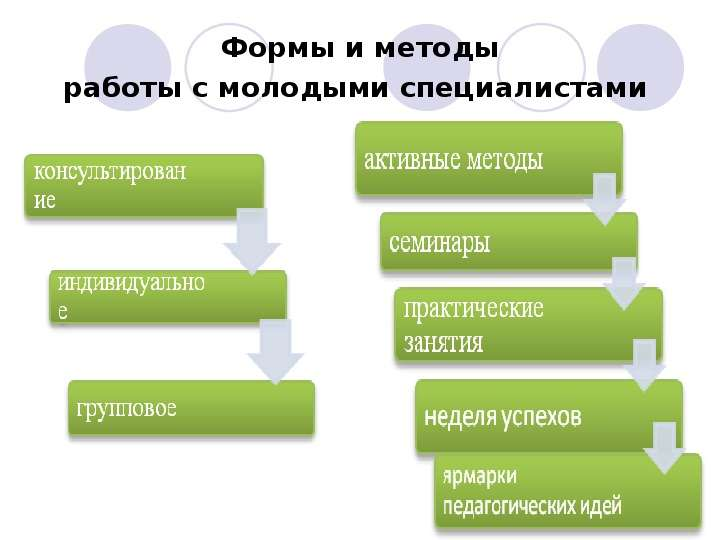 Формы и методы
работы с молодыми специалистами
консультирован
ие
индивидуально
е
групповое
активные методы
семинары
практические
занятия
неделя успехов
ярмарки
педагогических идей